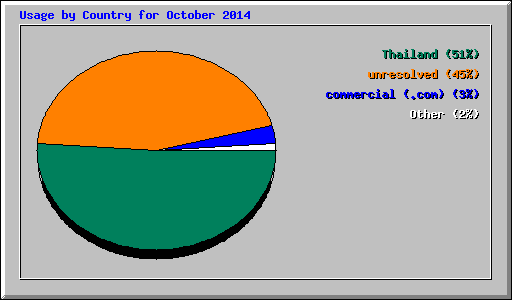 Usage by Country for October 2014
Thailand (51%)
unresolved (45%)
commercial (.com) (3%)
Other (2%)